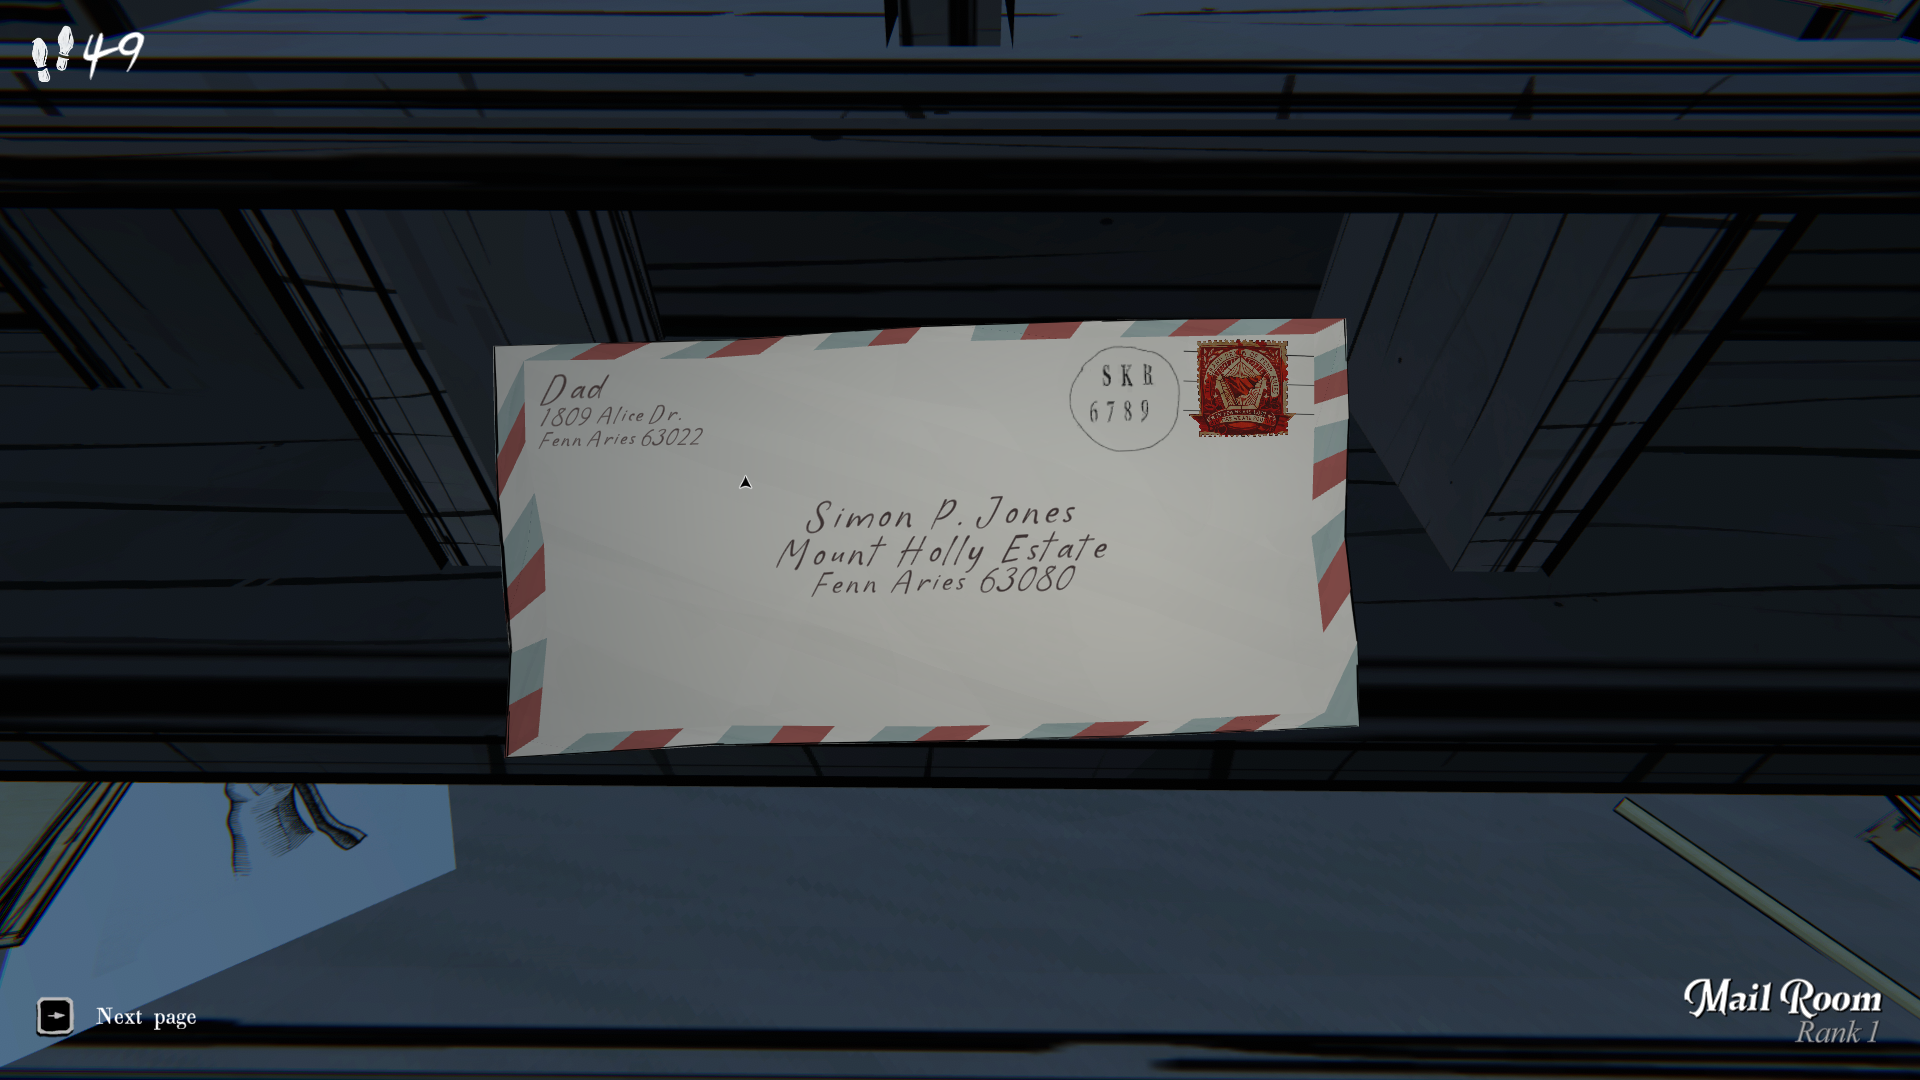 49
Dad
1809 Alice Dr.
Fenn Aries 63022
SKR
6789
Simon P. Jones
Mount Holly Estate
Fenn Aries 63080
Next page
Mail Room
Rank 1